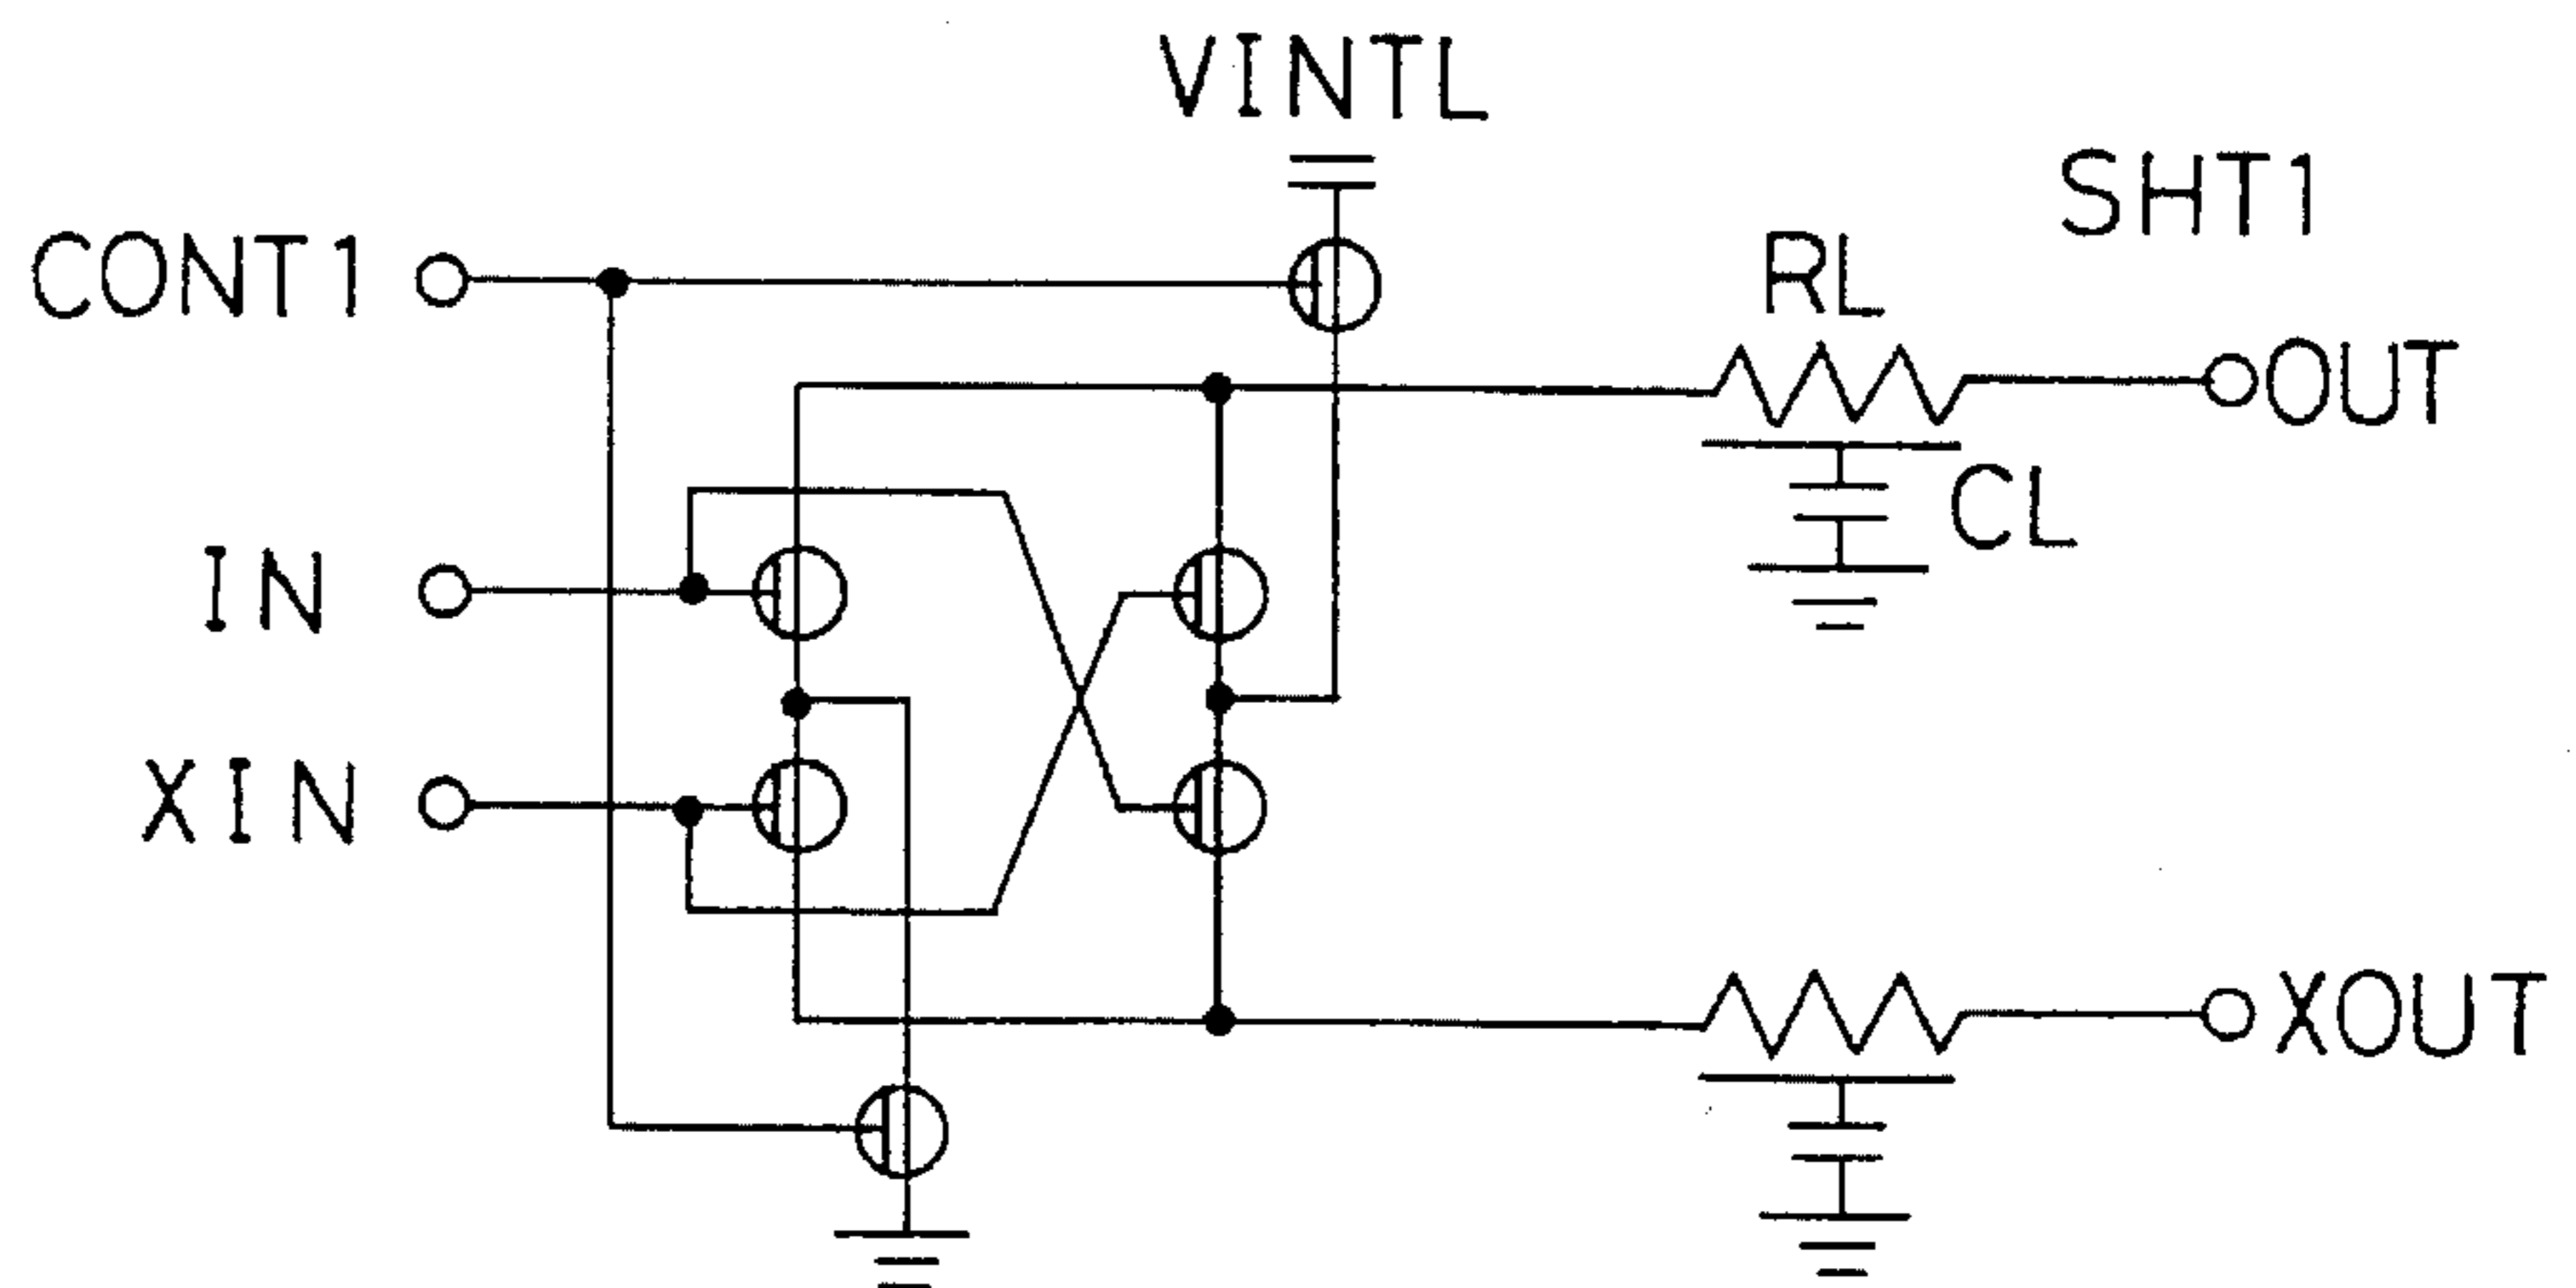 VINTL
SHT1
CONT1
RL
OUT
CL
IN
XIN
XOUT